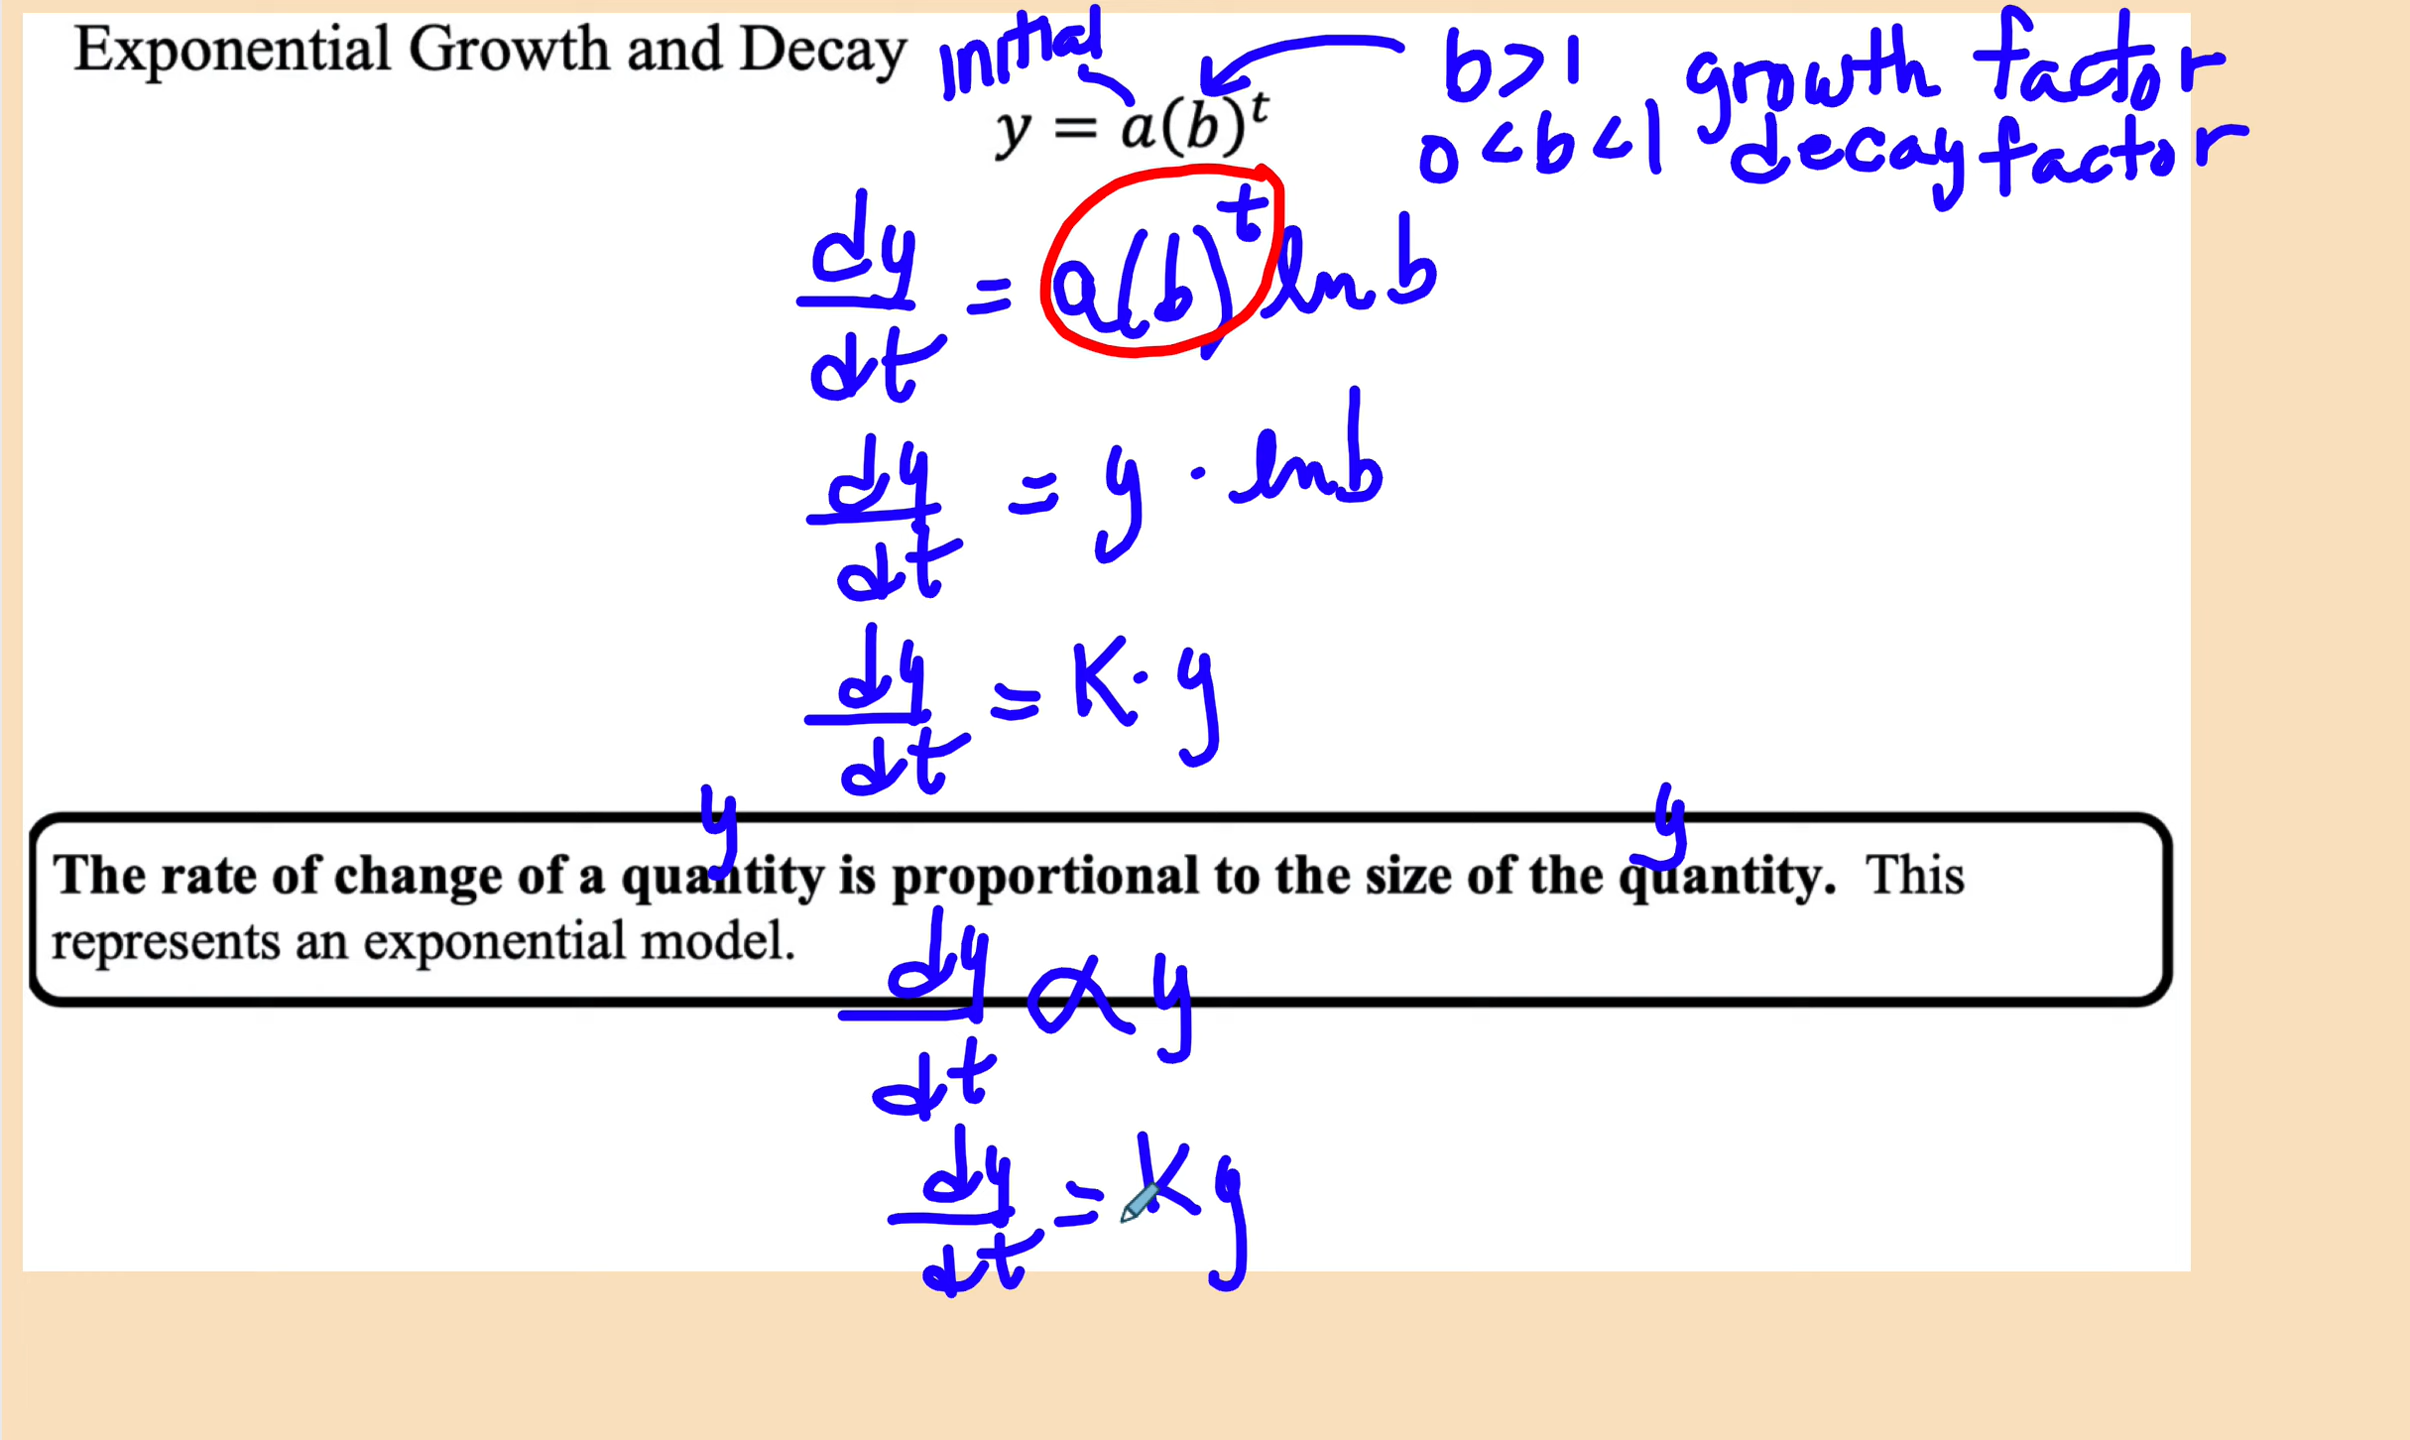 Exponential Growth and Decay
initial
b>1 growth factor
y = a(b)^t
0<b<1 decay factor
dy/dt = a(b)^t ln b
dy/dt = y · ln b
dy/dt = K · y
y y
The rate of change of a quantity is proportional to the size of the quantity. This
represents an exponential model.
dy/dt ∝ y
dy/dt = Ky